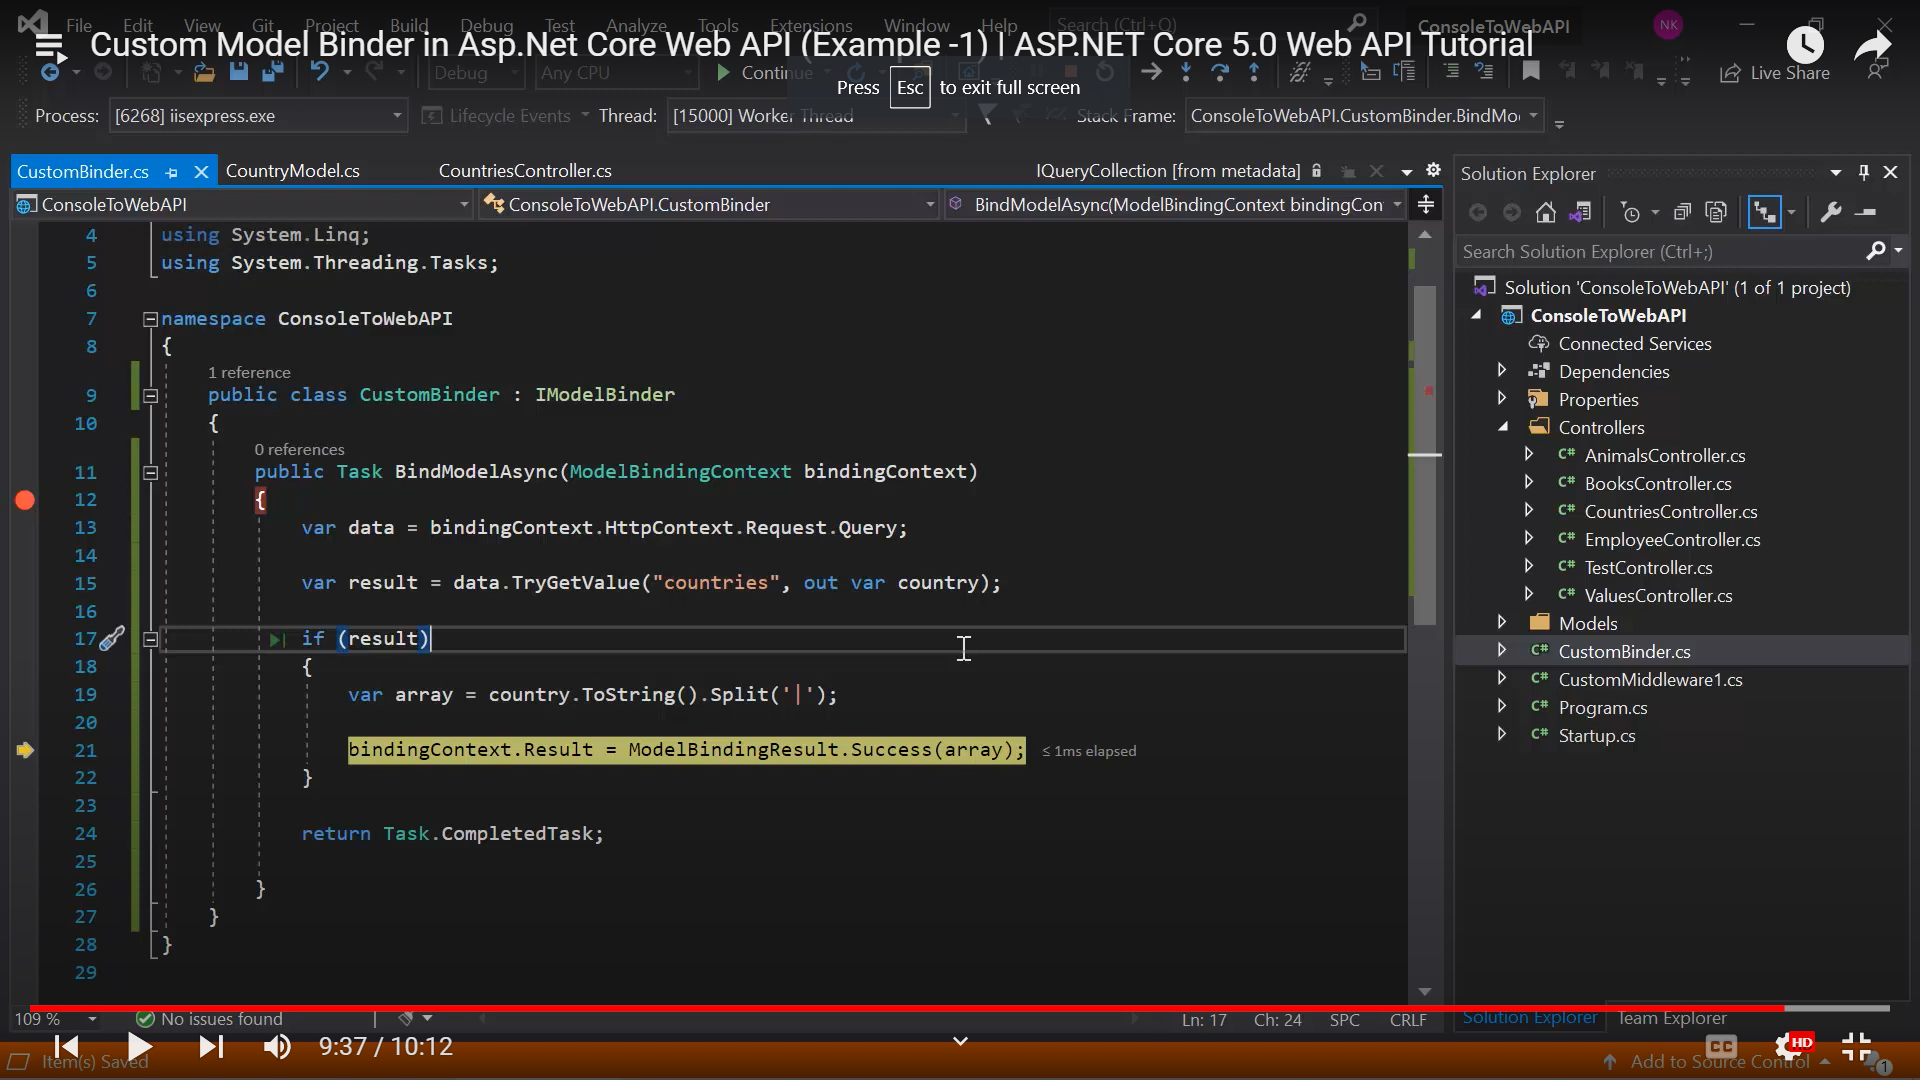 File Edit View Git Project Build Debug Test Analyze Tools Extensions Window Help Search (Ctrl+Q) ConsoleToWebAPI NK
Custom Model Binder in Asp.Net Core Web API (Example -1) | ASP.NET Core 5.0 Web API Tutorial
Debug Any CPU Continue Live Share
Press Esc to exit full screen
Process: [6268] iisexpress.exe Lifecycle Events Thread: [15000] Worker Thread Stack Frame: ConsoleToWebAPI.CustomBinder.BindMo
CustomBinder.cs CountryModel.cs CountriesController.cs IQueryCollection [from metadata]
ConsoleToWebAPI ConsoleToWebAPI.CustomBinder BindModelAsync(ModelBindingContext bindingCon
4 using System.Linq;
5 using System.Threading.Tasks;
6
7 namespace ConsoleToWebAPI
8 {
1 reference
9 public class CustomBinder : IModelBinder
10 {
0 references
11 public Task BindModelAsync(ModelBindingContext bindingContext)
12 {
13 var data = bindingContext.HttpContext.Request.Query;
14
15 var result = data.TryGetValue("countries", out var country);
16
17 if (result)
18 {
19 var array = country.ToString().Split('|');
20
21 bindingContext.Result = ModelBindingResult.Success(array); ≤ 1ms elapsed
22 }
23
24 return Task.CompletedTask;
25
26 }
27 }
28 }
29
Solution Explorer
Search Solution Explorer (Ctrl+;)
Solution 'ConsoleToWebAPI' (1 of 1 project)
ConsoleToWebAPI
Connected Services
Dependencies
Properties
Controllers
C# AnimalsController.cs
C# BooksController.cs
C# CountriesController.cs
C# EmployeeController.cs
C# TestController.cs
C# ValuesController.cs
Models
C# CustomBinder.cs
C# CustomMiddleware1.cs
C# Program.cs
C# Startup.cs
109 % No issues found Ln: 17 Ch: 24 SPC CRLF Solution Explorer Team Explorer
9:37 / 10:12 CC HD
Item(s) Saved Add to Source Control 1